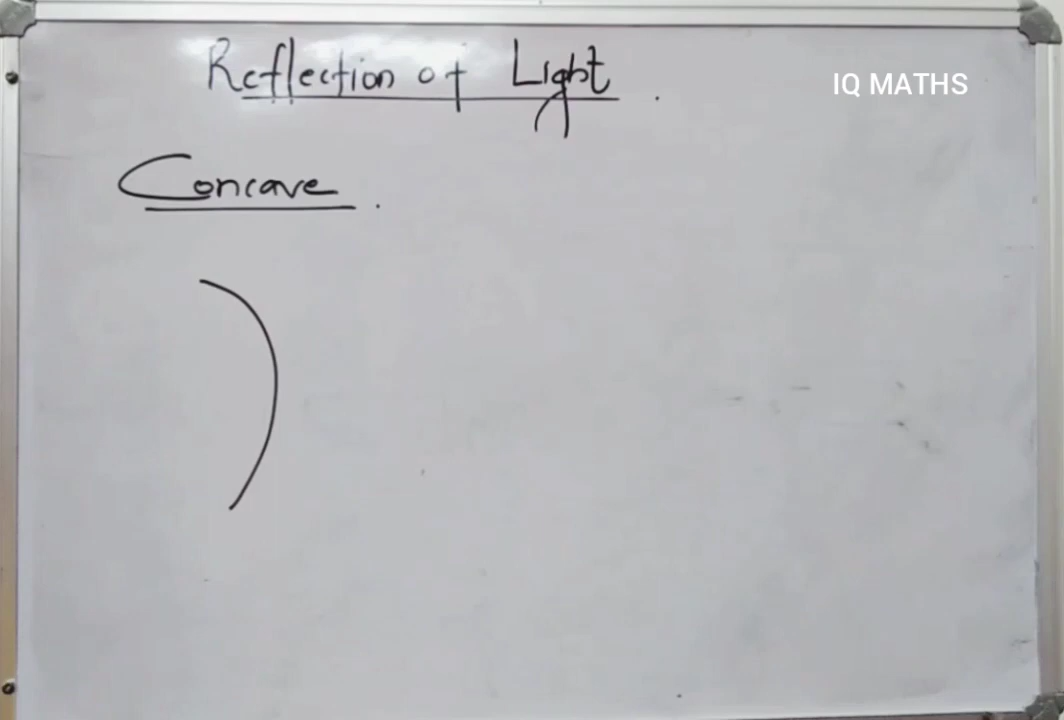 Reflection of Light .
IQ MATHS
Concave .